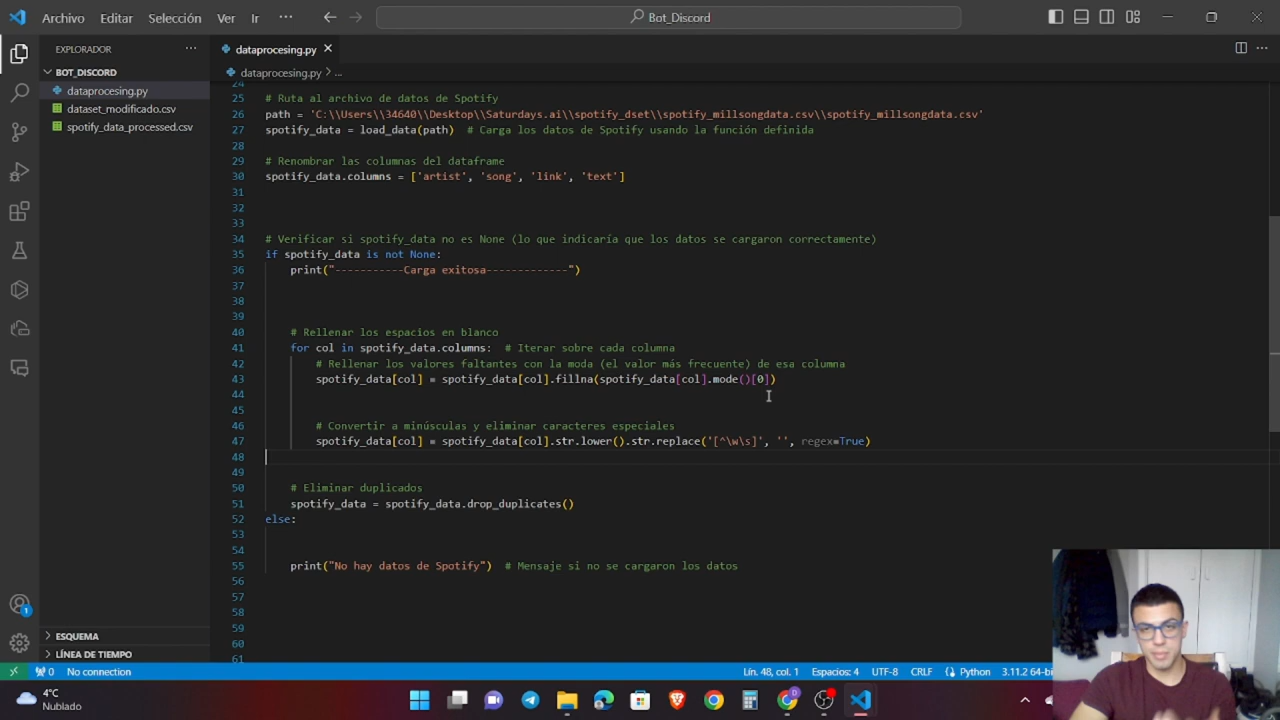 Archivo Editar Selección Ver Ir ··· Bot_Discord
EXPLORADOR ···
dataprocesing.py
BOT_DISCORD
dataprocesing.py > ...
dataprocesing.py
dataset_modificado.csv
spotify_data_processed.csv
24
25 # Ruta al archivo de datos de Spotify
26 path = 'C:\\Users\\34640\\Desktop\\Saturdays.ai\\spotify_dset\\spotify_millsongdata.csv\\spotify_millsongdata.csv'
27 spotify_data = load_data(path)  # Carga los datos de Spotify usando la función definida
28
29 # Renombrar las columnas del dataframe
30 spotify_data.columns = ['artist', 'song', 'link', 'text']
31
32
33
34 # Verificar si spotify_data no es None (lo que indicaría que los datos se cargaron correctamente)
35 if spotify_data is not None:
36     print("-----------Carga exitosa-------------")
37
38
39
40     # Rellenar los espacios en blanco
41     for col in spotify_data.columns:  # Iterar sobre cada columna
42         # Rellenar los valores faltantes con la moda (el valor más frecuente) de esa columna
43         spotify_data[col] = spotify_data[col].fillna(spotify_data[col].mode()[0])
44
45
46         # Convertir a minúsculas y eliminar caracteres especiales
47         spotify_data[col] = spotify_data[col].str.lower().str.replace('[^\w\s]', '', regex=True)
48
49
50     # Eliminar duplicados
51     spotify_data = spotify_data.drop_duplicates()
52 else:
53
54
55     print("No hay datos de Spotify")  # Mensaje si no se cargaron los datos
56
57
58
59
60
61
ESQUEMA
LÍNEA DE TIEMPO
1
0 No connection Lín. 48, col. 1 Espacios: 4 UTF-8 CRLF Python 3.11.2 64-bi
4°C
Nublado